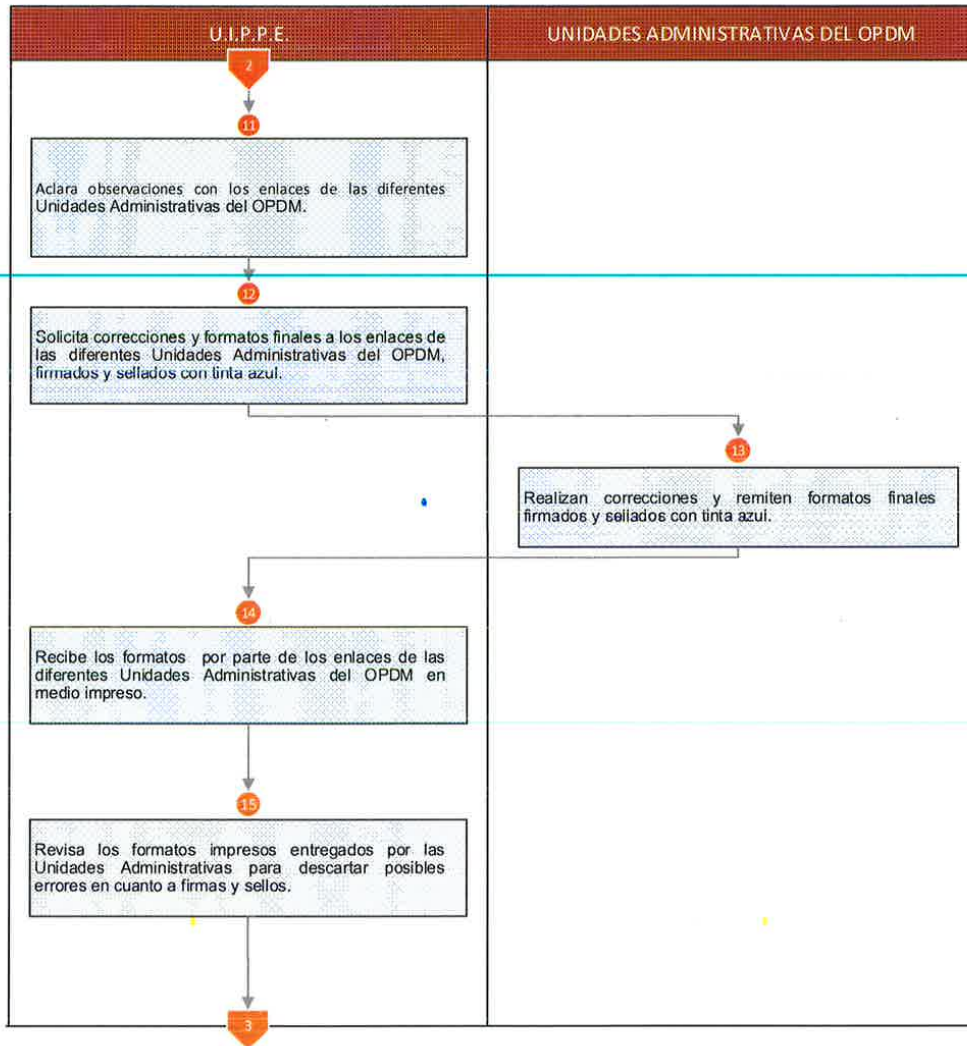 U.I.P.P.E.
UNIDADES ADMINISTRATIVAS DEL OPDM
2
11
Aclara observaciones con los enlaces de las diferentes
Unidades Administrativas del OPDM.
12
Solicita correcciones y formatos finales a los enlaces de
las diferentes Unidades Administrativas del OPDM,
firmados y sellados con tinta azul.
13
Realizan correcciones y remiten formatos finales
firmados y sellados con tinta azul.
14
Recibe los formatos por parte de los enlaces de las
diferentes Unidades Administrativas del OPDM en
medio impreso.
15
Revisa los formatos impresos entregados por las
Unidades Administrativas para descartar posibles
errores en cuanto a firmas y sellos.
3